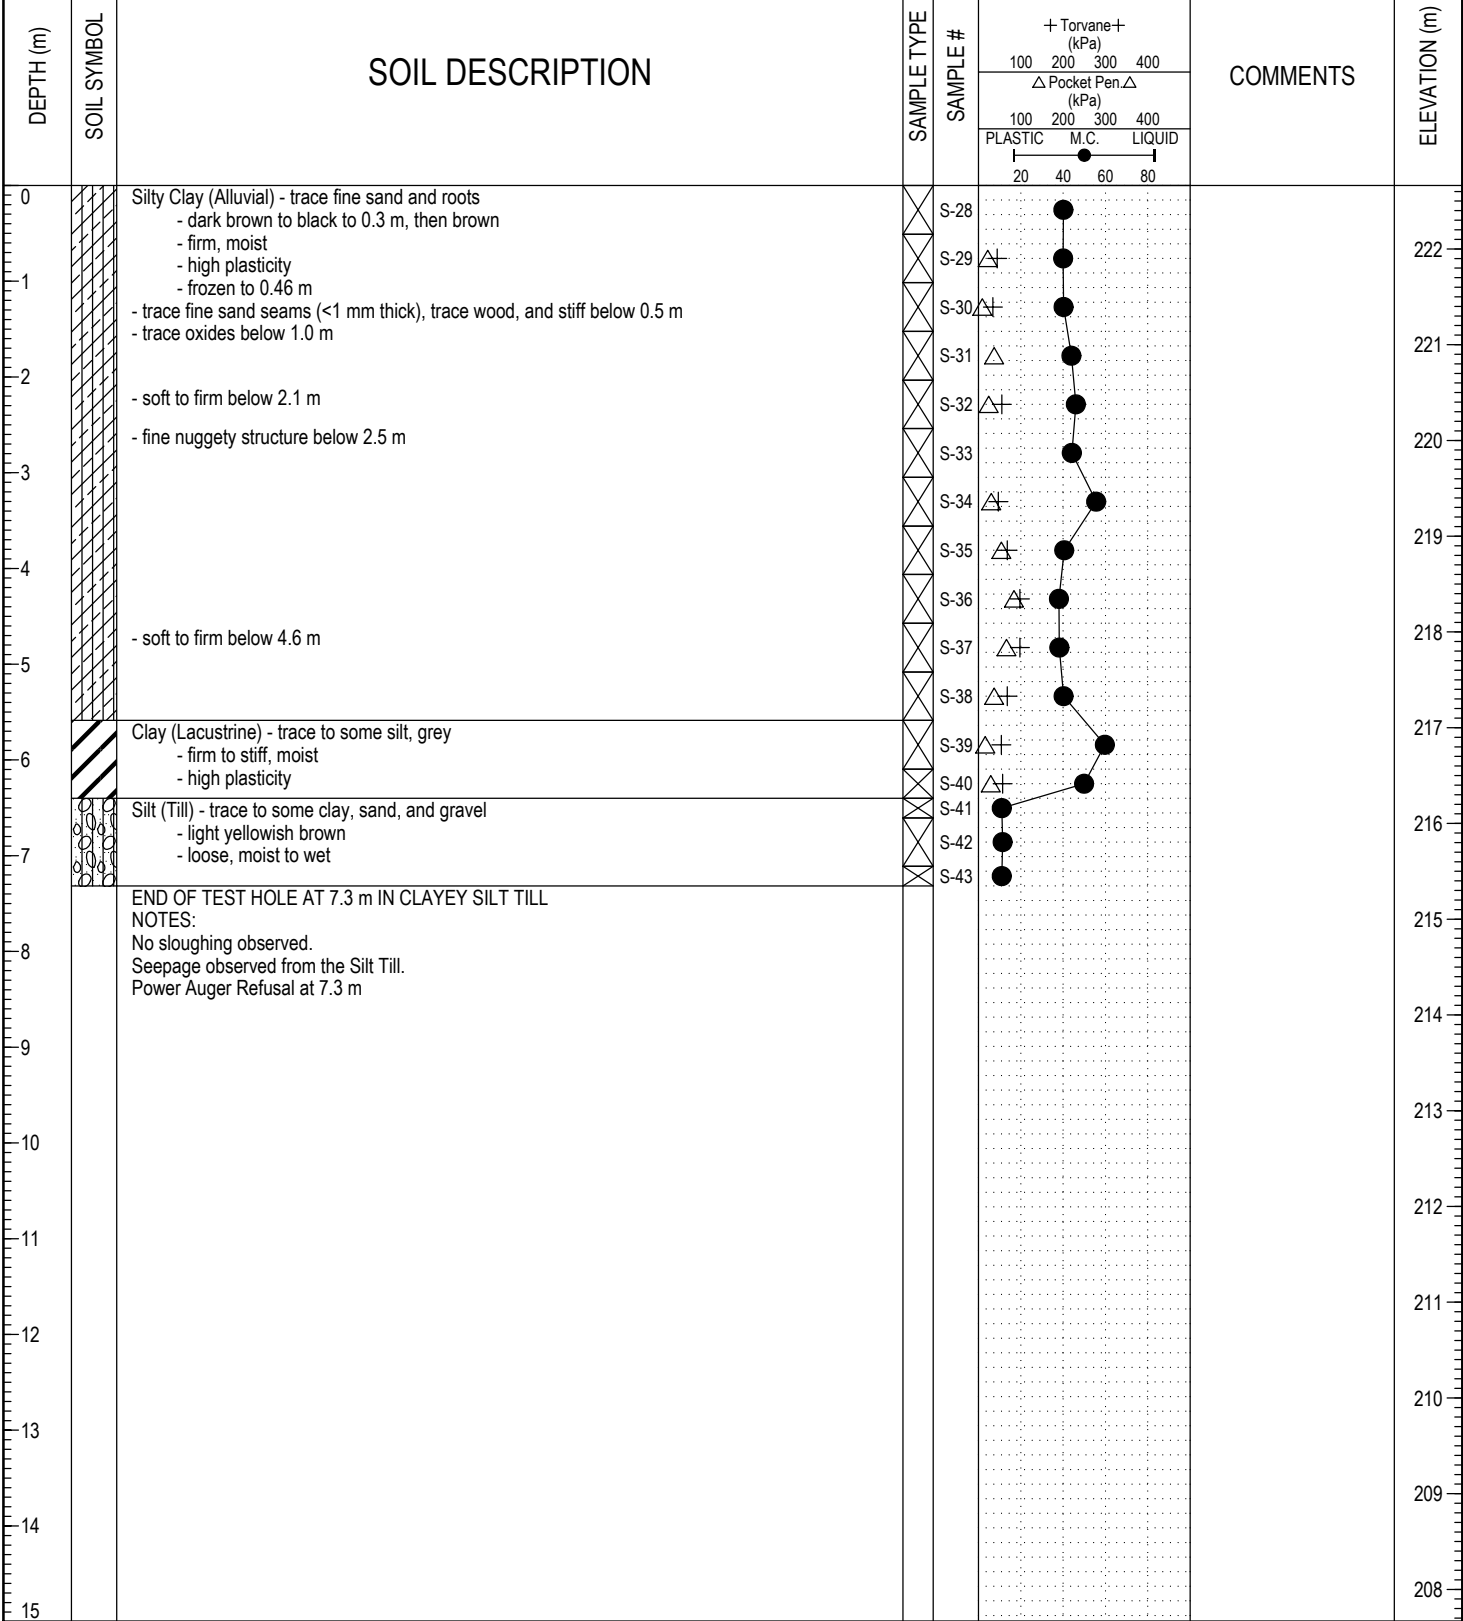 DEPTH (m)
SOIL SYMBOL
SOIL DESCRIPTION
SAMPLE TYPE
SAMPLE #
+ Torvane +
(kPa)
100 200 300 400
△ Pocket Pen. △
(kPa)
100 200 300 400
PLASTIC M.C. LIQUID
20 40 60 80
COMMENTS
ELEVATION (m)
0
1
2
3
4
5
6
7
8
9
10
11
12
13
14
15
Silty Clay (Alluvial) - trace fine sand and roots
- dark brown to black to 0.3 m, then brown
- firm, moist
- high plasticity
- frozen to 0.46 m
- trace fine sand seams (<1 mm thick), trace wood, and stiff below 0.5 m
- trace oxides below 1.0 m
- soft to firm below 2.1 m
- fine nuggety structure below 2.5 m
- soft to firm below 4.6 m
Clay (Lacustrine) - trace to some silt, grey
- firm to stiff, moist
- high plasticity
Silt (Till) - trace to some clay, sand, and gravel
- light yellowish brown
- loose, moist to wet
END OF TEST HOLE AT 7.3 m IN CLAYEY SILT TILL
NOTES:
No sloughing observed.
Seepage observed from the Silt Till.
Power Auger Refusal at 7.3 m
S-28
S-29
S-30
S-31
S-32
S-33
S-34
S-35
S-36
S-37
S-38
S-39
S-40
S-41
S-42
S-43
222
221
220
219
218
217
216
215
214
213
212
211
210
209
208